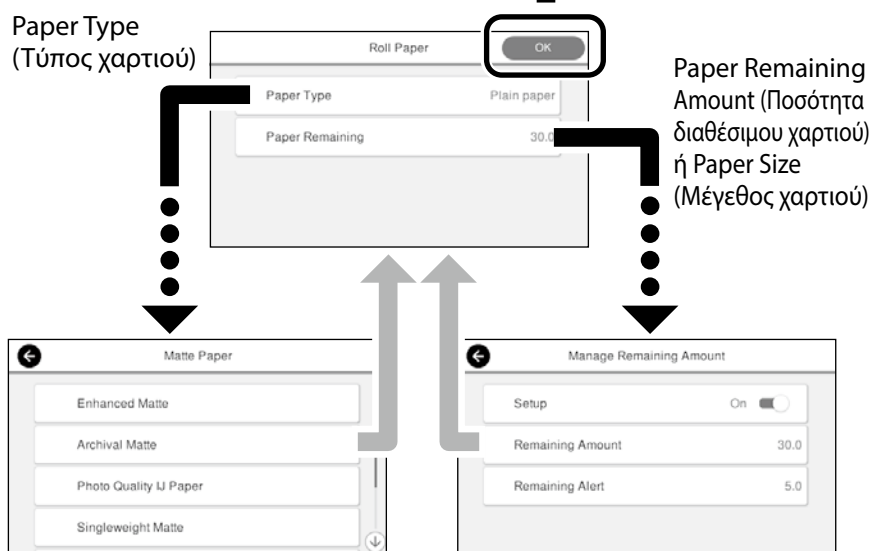 Paper Type
(Τύπος χαρτιού)
Roll Paper
OK
Paper Type
Plain paper
Paper Remaining
30.0
Paper Remaining
Amount (Ποσότητα
διαθέσιμου χαρτιού)
ή Paper Size
(Μέγεθος χαρτιού)
Matte Paper
Enhanced Matte
Archival Matte
Photo Quality IJ Paper
Singleweight Matte
Manage Remaining Amount
Setup
On
Remaining Amount
30.0
Remaining Alert
5.0